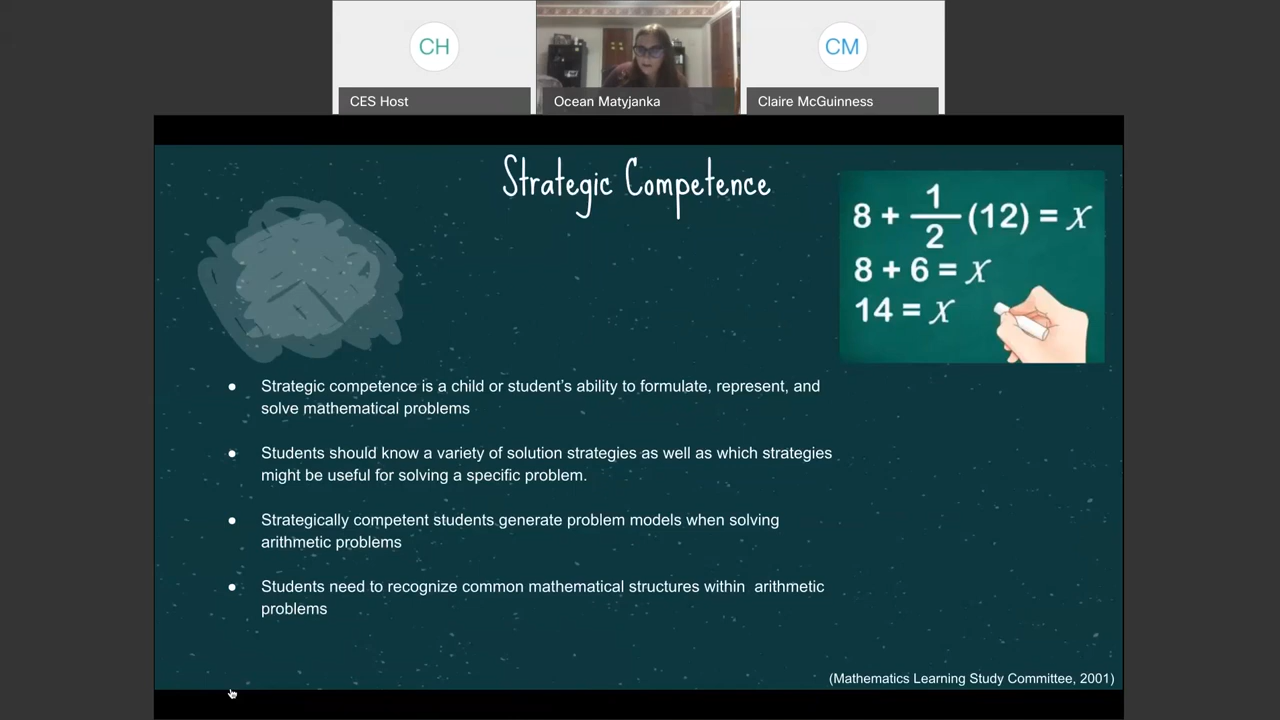 CH
CM
CES Host
Ocean Matyjanka
Claire McGuinness
Strategic Competence
8 + 1/2 (12) = x
8 + 6 = x
14 = x
● Strategic competence is a child or student's ability to formulate, represent, and
solve mathematical problems
● Students should know a variety of solution strategies as well as which strategies
might be useful for solving a specific problem.
● Strategically competent students generate problem models when solving
arithmetic problems
● Students need to recognize common mathematical structures within arithmetic
problems
(Mathematics Learning Study Committee, 2001)